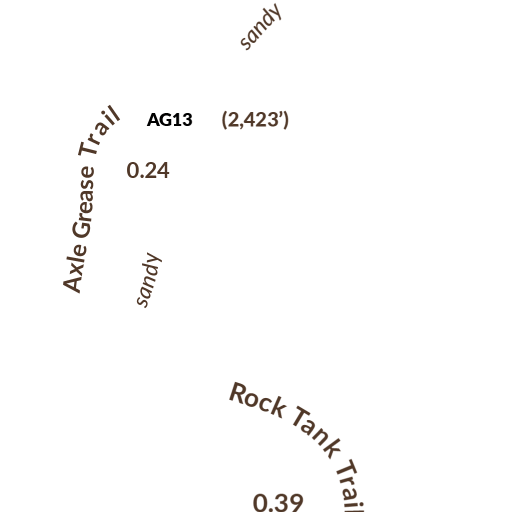 sandy
AG13 (2,423’)
Axle Grease Trail
0.24
sandy
Rock Tank Trail
0.39